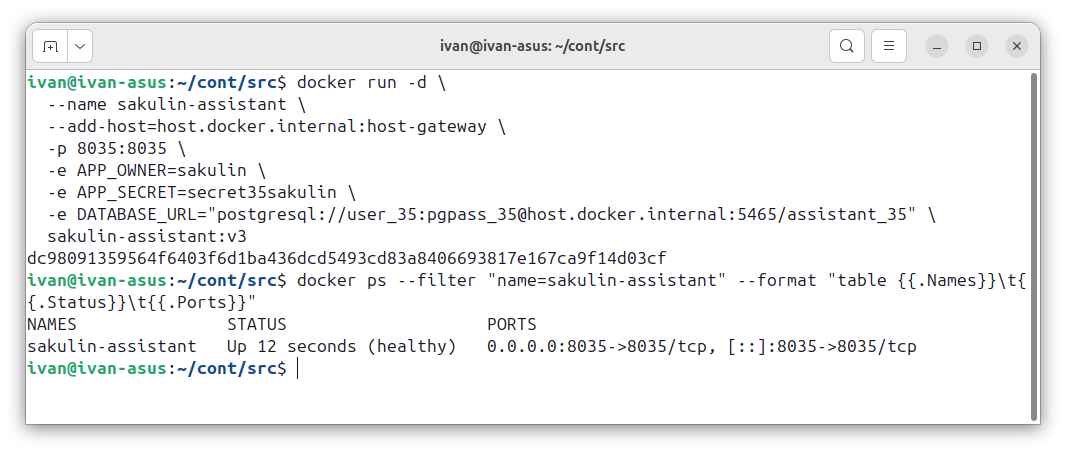 ivan@ivan-asus: ~/cont/src
ivan@ivan-asus:~/cont/src$ docker run -d \
  --name sakulin-assistant \
  --add-host=host.docker.internal:host-gateway \
  -p 8035:8035 \
  -e APP_OWNER=sakulin \
  -e APP_SECRET=secret35sakulin \
  -e DATABASE_URL="postgresql://user_35:pgpass_35@host.docker.internal:5465/assistant_35" \
  sakulin-assistant:v3
dc98091359564f6403f6d1ba436dcd5493cd83a8406693817e167ca9f14d03cf
ivan@ivan-asus:~/cont/src$ docker ps --filter "name=sakulin-assistant" --format "table {{.Names}}\t{
{.Status}}\t{{.Ports}}"
NAMES               STATUS                    PORTS
sakulin-assistant   Up 12 seconds (healthy)   0.0.0.0:8035->8035/tcp, [::]:8035->8035/tcp
ivan@ivan-asus:~/cont/src$